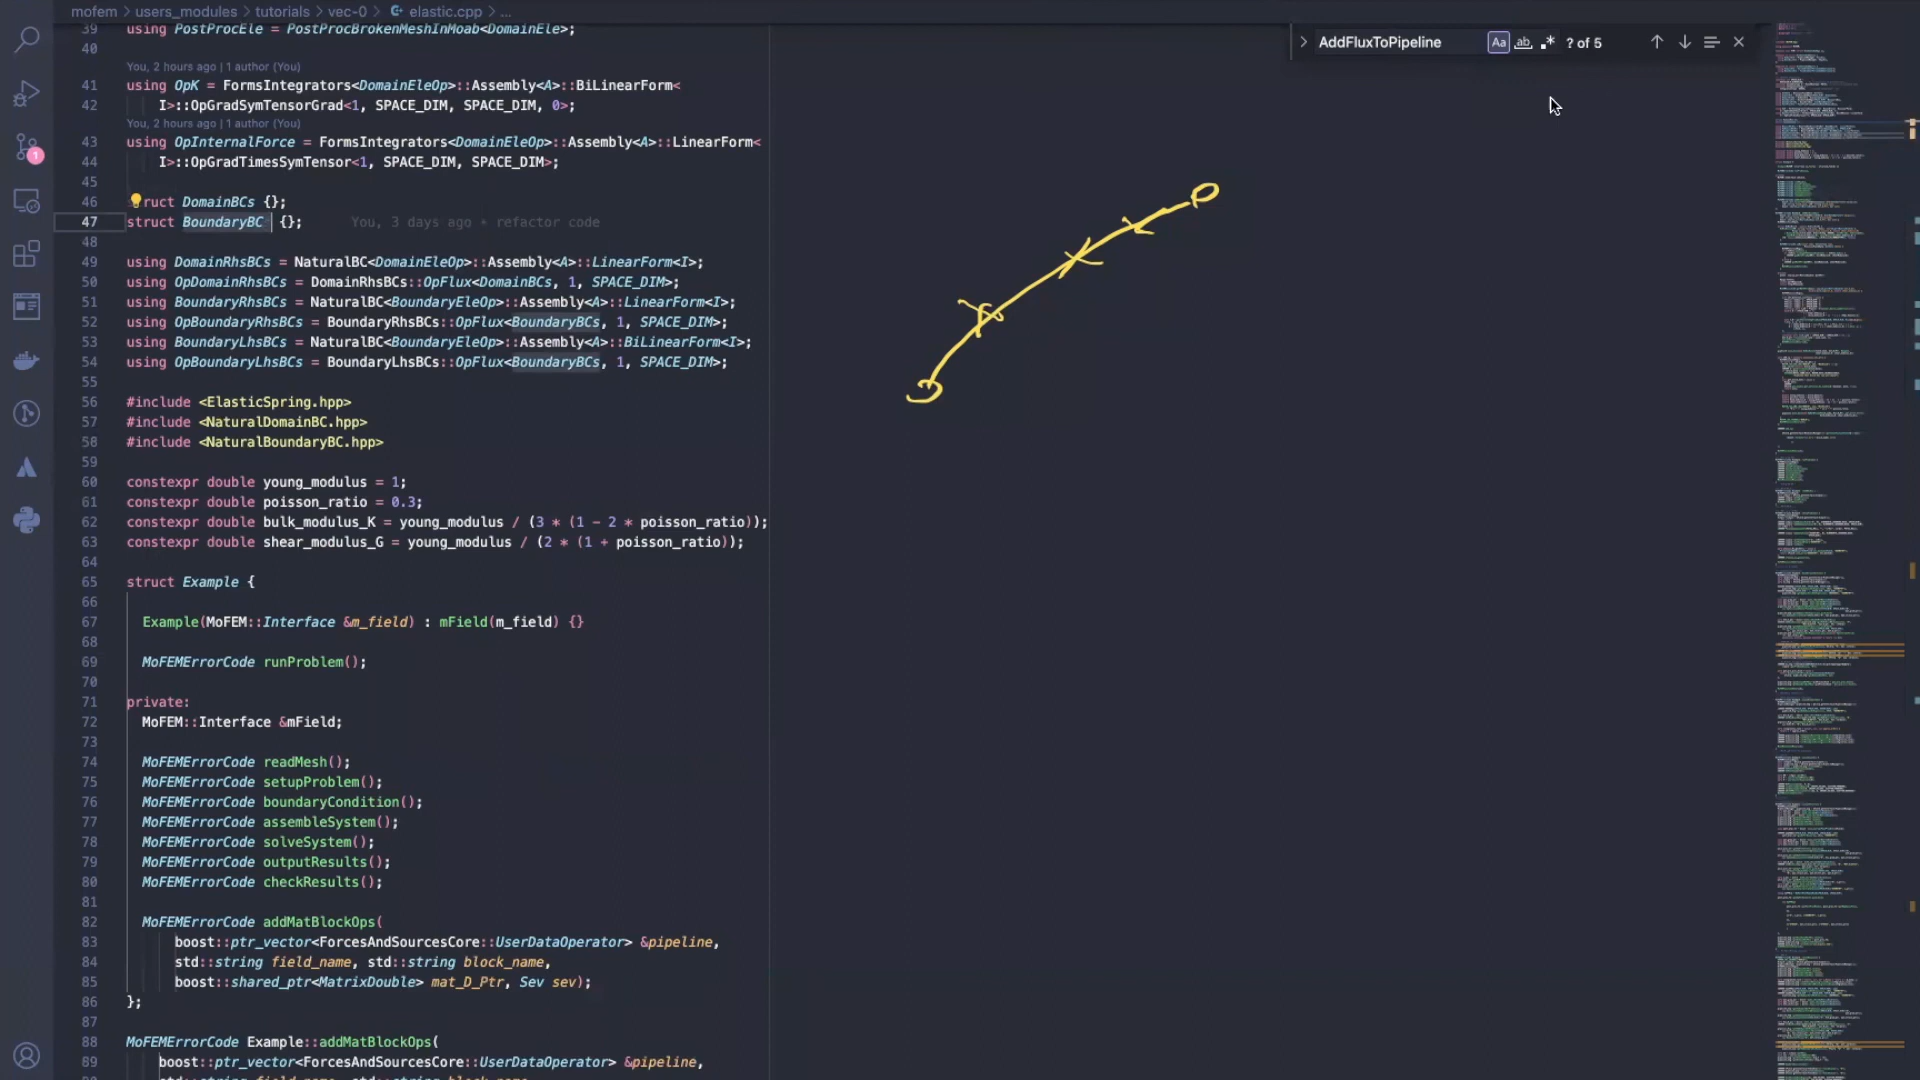 mofem > users_modules > tutorials > vec-0 > elastic.cpp > ...
AddFluxToPipeline Aa ab .* ? of 5
39 using PostProcEle = PostProcBrokenMeshInMoab<DomainEle>;
40
You, 2 hours ago | 1 author (You)
41 using OpK = FormsIntegrators<DomainEleOp>::Assembly<A>::BiLinearForm<
42 I>::OpGradSymTensorGrad<1, SPACE_DIM, SPACE_DIM, 0>;
You, 2 hours ago | 1 author (You)
43 using OpInternalForce = FormsIntegrators<DomainEleOp>::Assembly<A>::LinearForm<
44 I>::OpGradTimesSymTensor<1, SPACE_DIM, SPACE_DIM>;
45
46 ruct DomainBCs {};
47 struct BoundaryBC {}; You, 3 days ago • refactor code
48
49 using DomainRhsBCs = NaturalBC<DomainEleOp>::Assembly<A>::LinearForm<I>;
50 using OpDomainRhsBCs = DomainRhsBCs::OpFlux<DomainBCs, 1, SPACE_DIM>;
51 using BoundaryRhsBCs = NaturalBC<BoundaryEleOp>::Assembly<A>::LinearForm<I>;
52 using OpBoundaryRhsBCs = BoundaryRhsBCs::OpFlux<BoundaryBCs, 1, SPACE_DIM>;
53 using BoundaryLhsBCs = NaturalBC<BoundaryEleOp>::Assembly<A>::BiLinearForm<I>;
54 using OpBoundaryLhsBCs = BoundaryLhsBCs::OpFlux<BoundaryBCs, 1, SPACE_DIM>;
55
56 #include <ElasticSpring.hpp>
57 #include <NaturalDomainBC.hpp>
58 #include <NaturalBoundaryBC.hpp>
59
60 constexpr double young_modulus = 1;
61 constexpr double poisson_ratio = 0.3;
62 constexpr double bulk_modulus_K = young_modulus / (3 * (1 - 2 * poisson_ratio));
63 constexpr double shear_modulus_G = young_modulus / (2 * (1 + poisson_ratio));
64
65 struct Example {
66
67 Example(MoFEM::Interface &m_field) : mField(m_field) {}
68
69 MoFEMErrorCode runProblem();
70
71 private:
72 MoFEM::Interface &mField;
73
74 MoFEMErrorCode readMesh();
75 MoFEMErrorCode setupProblem();
76 MoFEMErrorCode boundaryCondition();
77 MoFEMErrorCode assembleSystem();
78 MoFEMErrorCode solveSystem();
79 MoFEMErrorCode outputResults();
80 MoFEMErrorCode checkResults();
81
82 MoFEMErrorCode addMatBlockOps(
83 boost::ptr_vector<ForcesAndSourcesCore::UserDataOperator> &pipeline,
84 std::string field_name, std::string block_name,
85 boost::shared_ptr<MatrixDouble> mat_D_Ptr, Sev sev);
86 };
87
88 MoFEMErrorCode Example::addMatBlockOps(
89 boost::ptr_vector<ForcesAndSourcesCore::UserDataOperator> &pipeline,
1